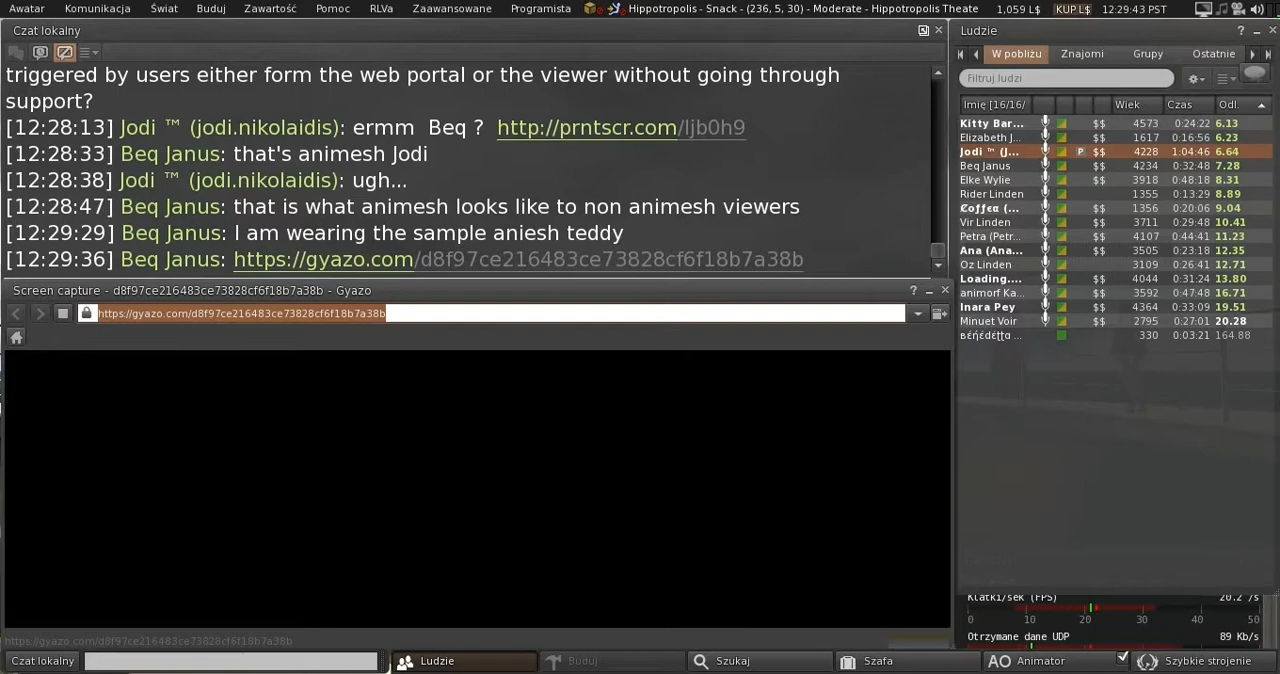 Awatar Komunikacja Świat Buduj Zawartość Pomoc RLVa Zaawansowane Programista Hippotropolis - Snack - (236, 5, 30) - Moderate - Hippotropolis Theate 1,059 L$ KUP L$ 12:29:43 PST
Czat lokalny
triggered by users either form the web portal or the viewer without going through
support?
[12:28:13] Jodi ™ (jodi.nikolaidis): ermm Beq ? http://prntscr.com/ljb0h9
[12:28:33] Beq Janus: that's animesh Jodi
[12:28:38] Jodi ™ (jodi.nikolaidis): ugh...
[12:28:47] Beq Janus: that is what animesh looks like to non animesh viewers
[12:29:29] Beq Janus: I am wearing the sample aniesh teddy
[12:29:36] Beq Janus: https://gyazo.com/d8f97ce216483ce73828cf6f18b7a38b
Screen capture - d8f97ce216483ce73828cf6f18b7a38b - Gyazo
https://gyazo.com/d8f97ce216483ce73828cf6f18b7a38b
https://gyazo.com/d8f97ce216483ce73828cf6f18b7a38b
Ludzie
W pobliżu Znajomi Grupy Ostatnie
Filtruj ludzi
Imię [16/16/ Wiek Czas Odl.
Kitty Bar... $$ 4573 0:24:22 6.13
Elizabeth J... $$ 1617 0:16:56 6.23
Jodi ™ (J... P $$ 4228 1:04:46 6.64
Beq Janus $$ 4234 0:32:48 7.28
Elke Wylie $$ 3918 0:48:18 8.31
Rider Linden 1355 0:13:29 8.89
$$ 1356 0:20:06 9.04
Vir Linden 3711 0:29:48 10.41
Petra (Petr... $$ 4107 0:44:41 11.23
Ana (Ana... $$ 3505 0:23:18 12.35
Oz Linden 3109 0:26:41 12.71
Loading.... $$ 4044 0:31:24 13.80
animorf Ka... $$ 3592 0:47:48 16.71
Inara Pey $$ 4364 0:33:09 19.51
Minuet Voir $$ 2795 0:27:01 20.28
330 0:03:21 164.88
Klatki/sek (FPS) 20.2 /s
0 10 20 30 40 50
Otrzymane dane UDP 89 Kb/s
Czat lokalny Ludzie Buduj Szukaj Szafa AO Animator Szybkie strojenie